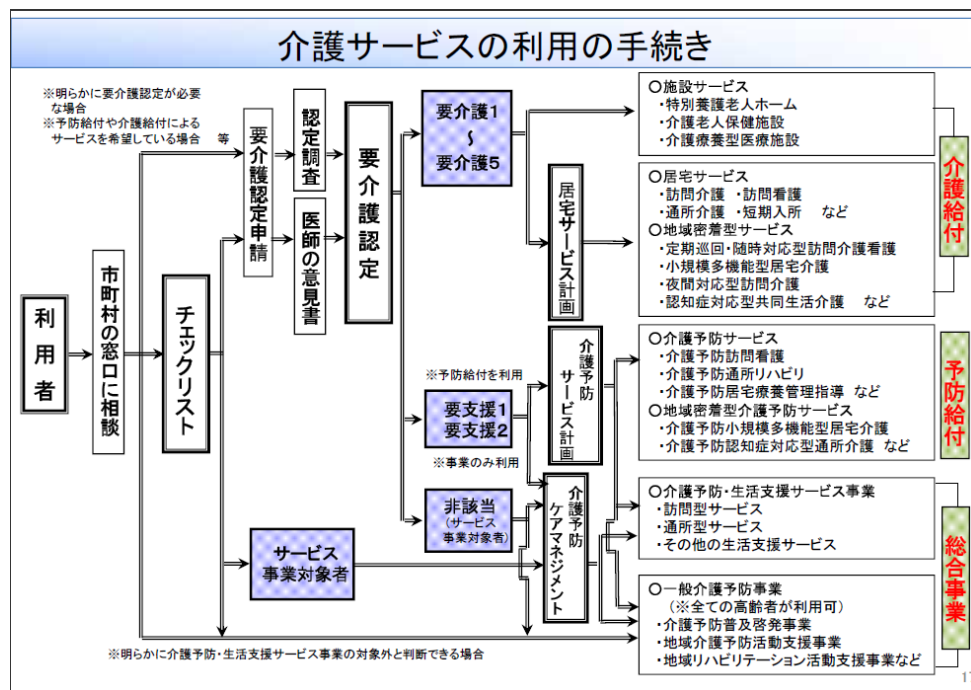 介護サービスの利用の手続き
※明らかに要介護認定が必要
な場合
※予防給付や介護給付による
サービスを希望している場合 等
利用者
市町村の窓口に相談
チェックリスト
要介護認定申請
認定調査
医師の意見書
要介護認定
要介護1
~
要介護5
※予防給付を利用
要支援1
要支援2
※事業のみ利用
非該当
(サービス
事業対象者)
サービス
事業対象者
居宅サービス計画
介護予防
サービス計画
介護予防
ケアマネジメント
○施設サービス
・特別養護老人ホーム
・介護老人保健施設
・介護療養型医療施設
○居宅サービス
・訪問介護 ・訪問看護
・通所介護 ・短期入所 など
○地域密着型サービス
・定期巡回・随時対応型訪問介護看護
・小規模多機能型居宅介護
・夜間対応型訪問介護
・認知症対応型共同生活介護 など
介護給付
○介護予防サービス
・介護予防訪問看護
・介護予防通所リハビリ
・介護予防居宅療養管理指導 など
○地域密着型介護予防サービス
・介護予防小規模多機能型居宅介護
・介護予防認知症対応型通所介護 など
予防給付
○介護予防・生活支援サービス事業
・訪問型サービス
・通所型サービス
・その他の生活支援サービス
○一般介護予防事業
(※全ての高齢者が利用可)
・介護予防普及啓発事業
・地域介護予防活動支援事業
・地域リハビリテーション活動支援事業など
総合事業
※明らかに介護予防・生活支援サービス事業の対象外と判断できる場合